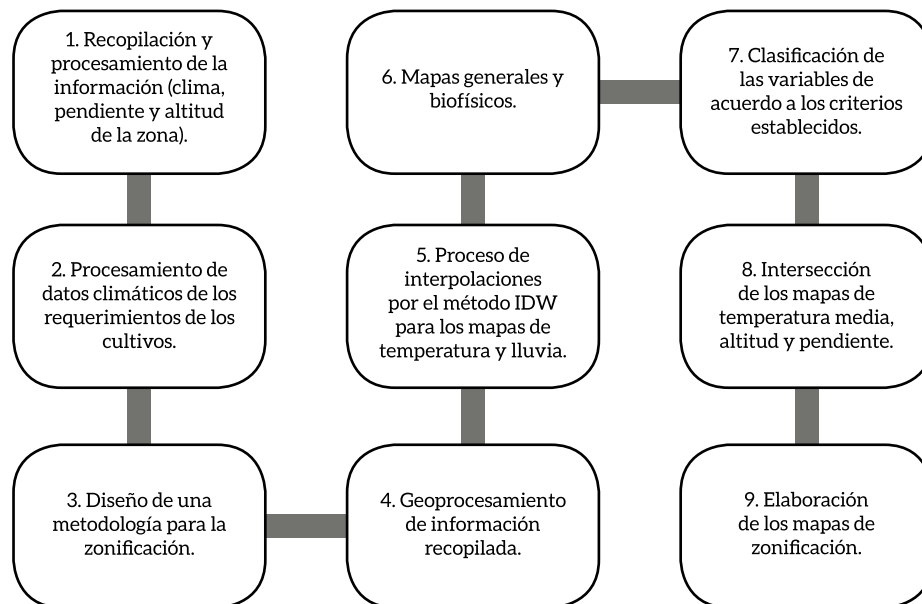 1. Recopilación y
procesamiento de la
información (clima,
pendiente y altitud
de la zona).
2. Procesamiento de
datos climáticos de los
requerimientos de los
cultivos.
3. Diseño de una
metodología para la
zonificación.
4. Geoprocesamiento
de información
recopilada.
5. Proceso de
interpolaciones
por el método IDW
para los mapas de
temperatura y lluvia.
6. Mapas generales y
biofísicos.
7. Clasificación de
las variables de
acuerdo a los criterios
establecidos.
8. Intersección
de los mapas de
temperatura media,
altitud y pendiente.
9. Elaboración
de los mapas de
zonificación.